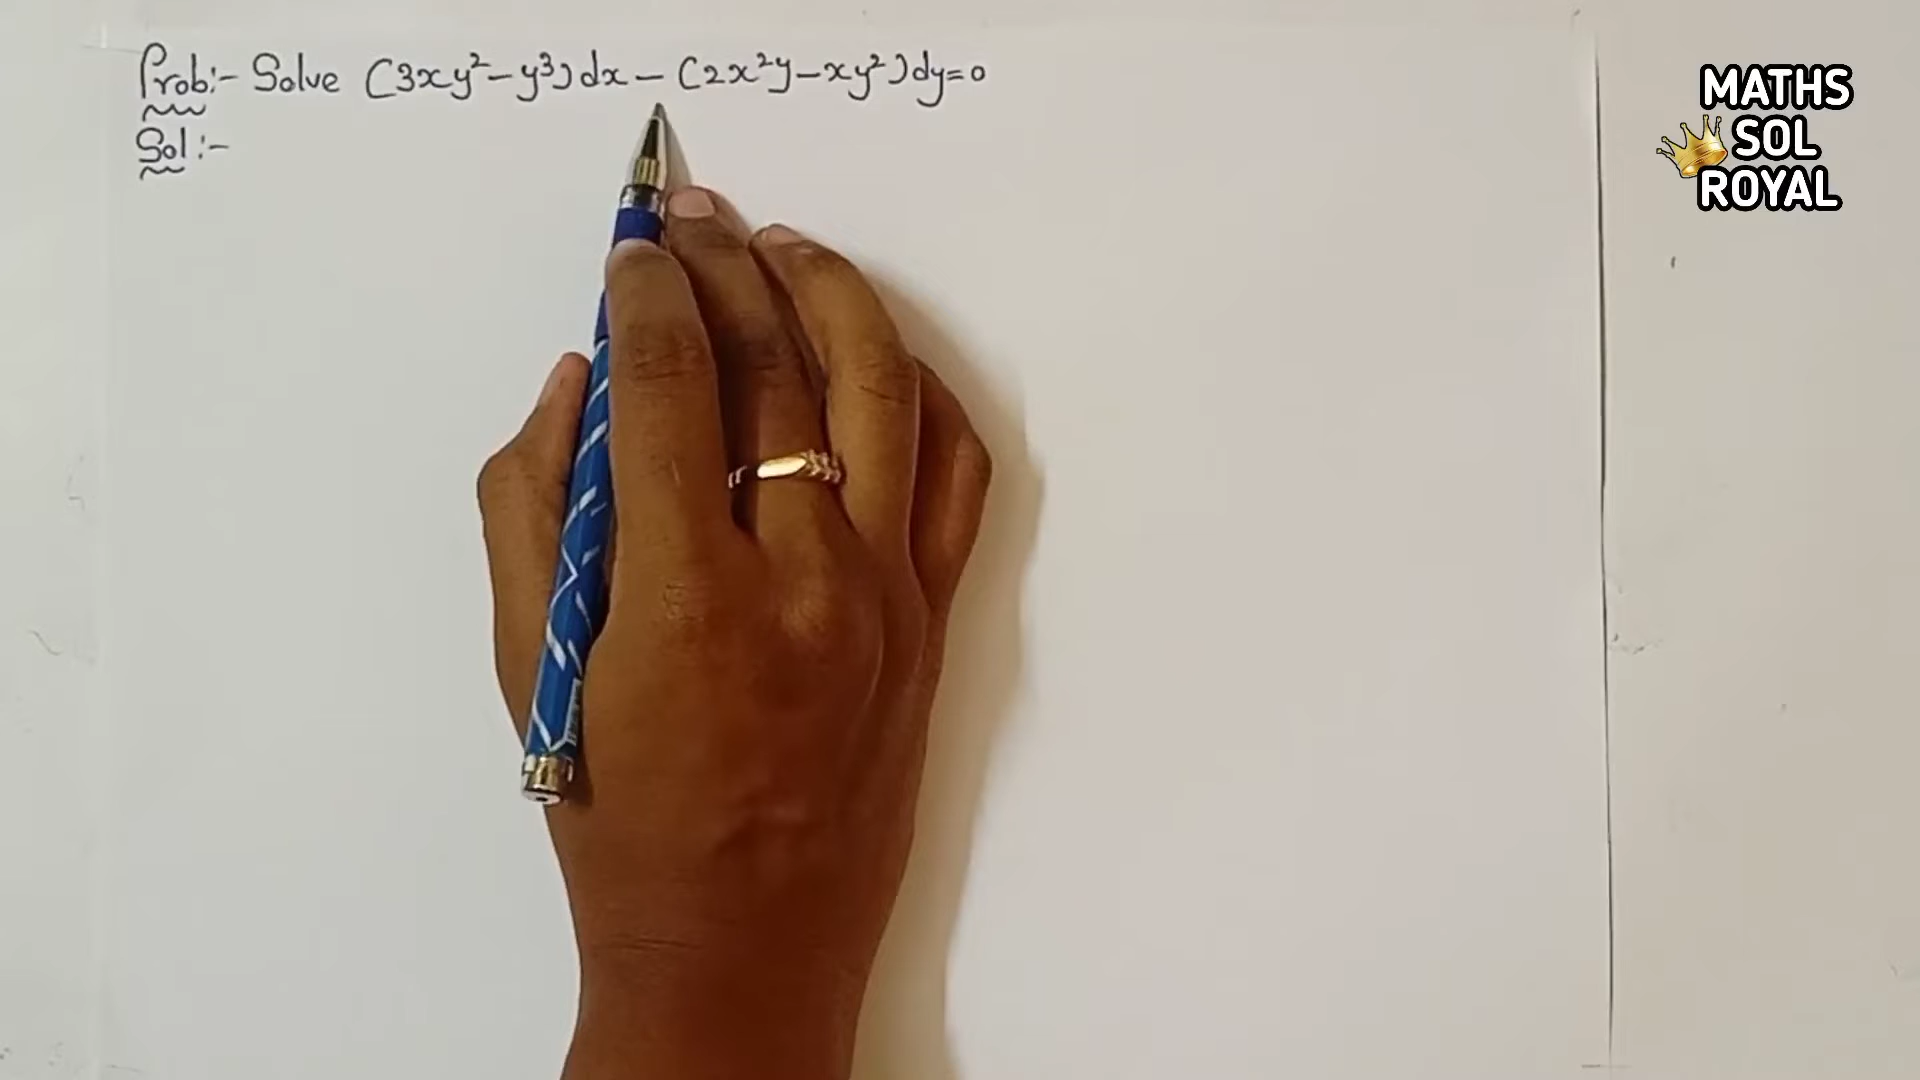 Prob:- Solve (3xy²-y³)dx-(2x²y-xy²)dy=0
Sol:-
MATHS
SOL
ROYAL